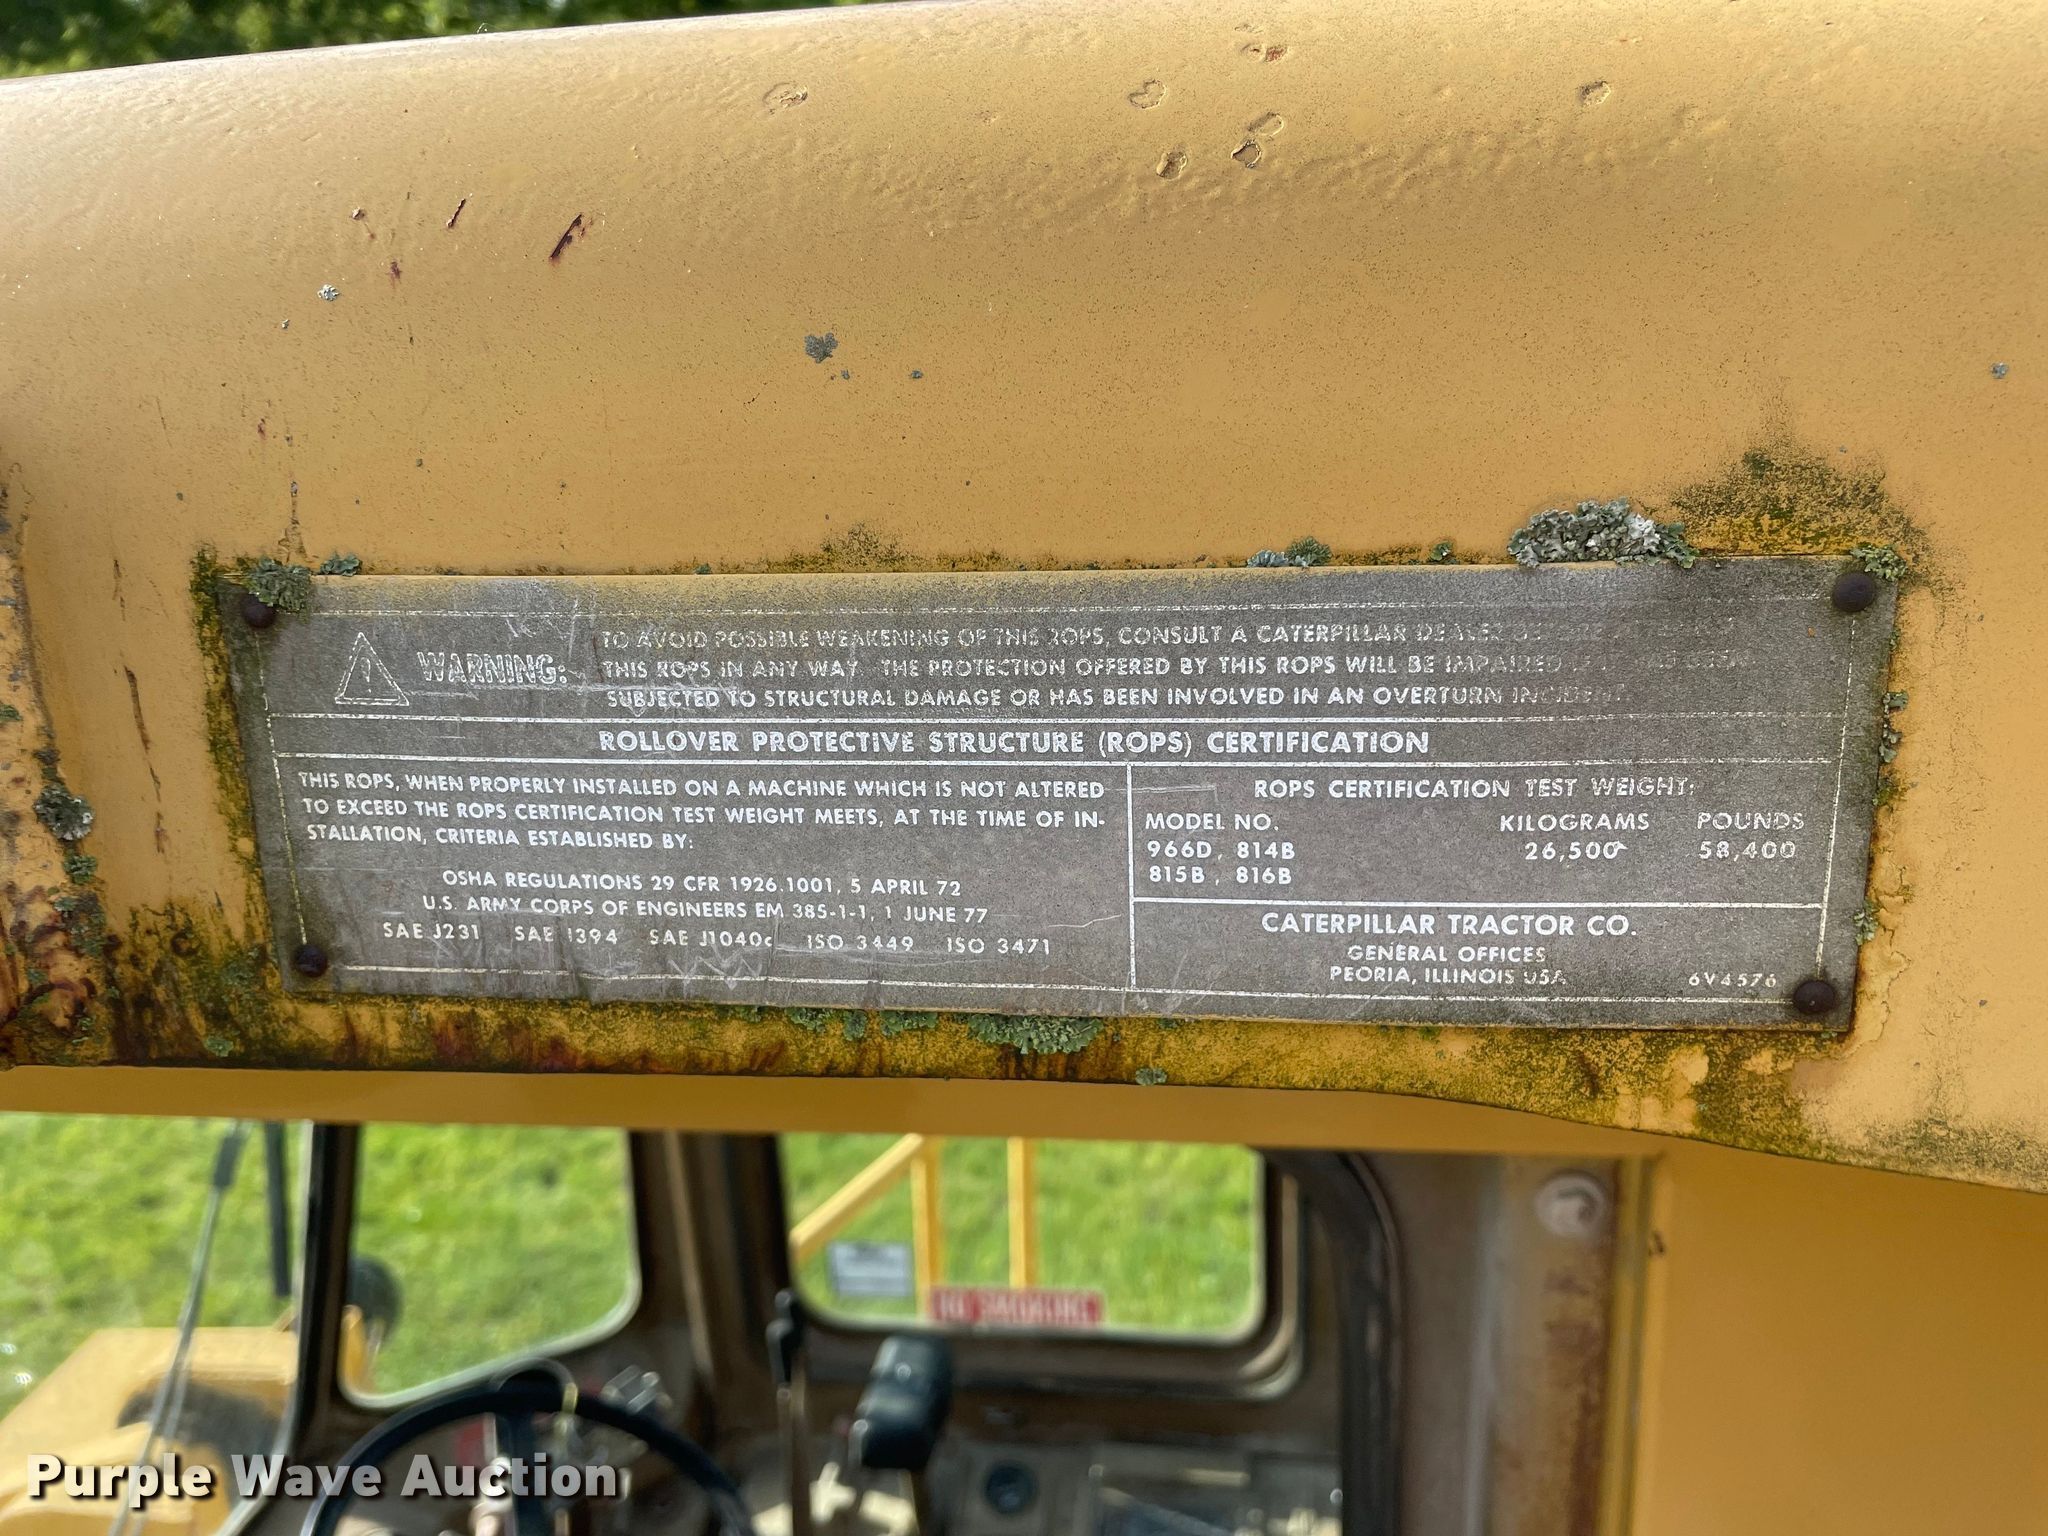 TO AVOID POSSIBLE WEAKENING OF THIS ROPS, CONSULT A CATERPILLAR DEALER
WARNING: THIS ROPS IN ANY WAY. THE PROTECTION OFFERED BY THIS ROPS WILL BE IMPAIRED
SUBJECTED TO STRUCTURAL DAMAGE OR HAS BEEN INVOLVED IN AN OVERTURN INCIDENT.
ROLLOVER PROTECTIVE STRUCTURE (ROPS) CERTIFICATION
THIS ROPS, WHEN PROPERLY INSTALLED ON A MACHINE WHICH IS NOT ALTERED
TO EXCEED THE ROPS CERTIFICATION TEST WEIGHT MEETS, AT THE TIME OF IN-
STALLATION, CRITERIA ESTABLISHED BY:
OSHA REGULATIONS 29 CFR 1926.1001, 5 APRIL 72
U.S. ARMY CORPS OF ENGINEERS EM 385-1-1, 1 JUNE 77
SAE J231 SAE J394 SAE J1040c ISO 3449 ISO 3471
ROPS CERTIFICATION TEST WEIGHT:
MODEL NO. KILOGRAMS POUNDS
966D, 814B 26,500 58,400
815B, 816B
CATERPILLAR TRACTOR CO.
GENERAL OFFICES
PEORIA, ILLINOIS USA 6V4576
NO SMOKING
Purple Wave Auction